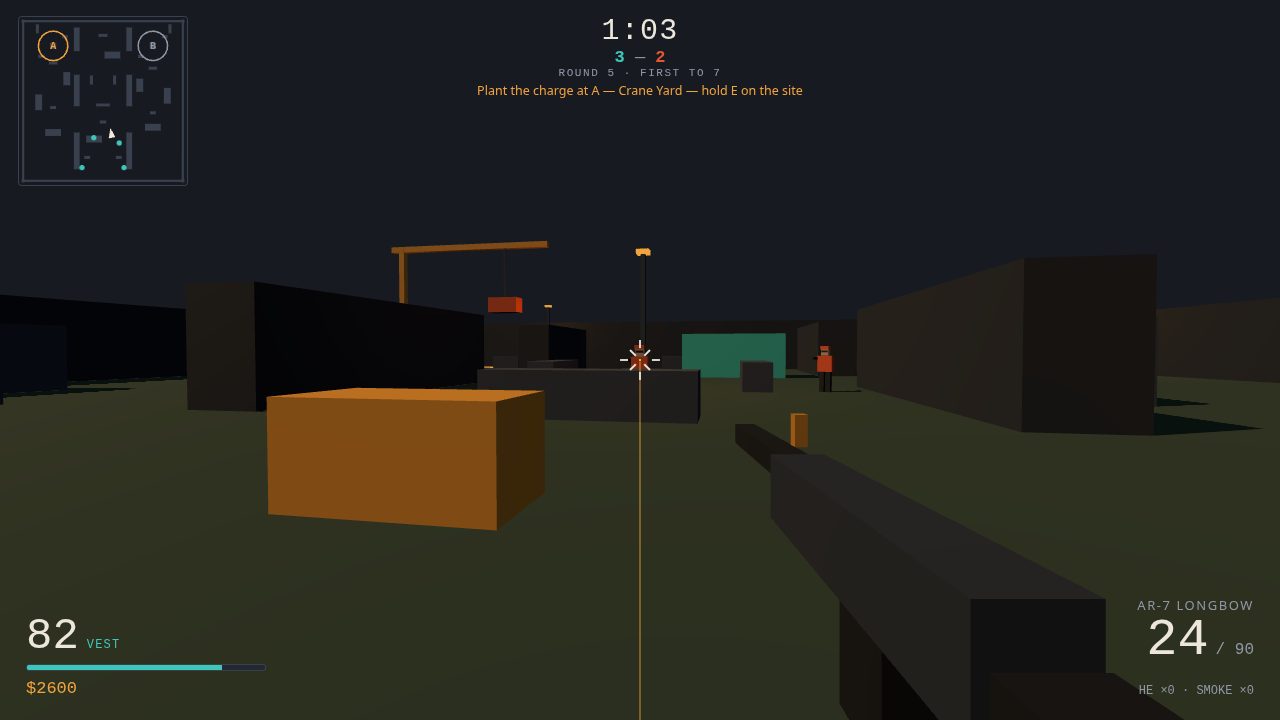 A
B
1:03
3 — 2
ROUND 5 · FIRST TO 7
Plant the charge at A — Crane Yard — hold E on the site
82 VEST
$2600
AR-7 LONGBOW
24 / 90
HE ×0 · SMOKE ×0